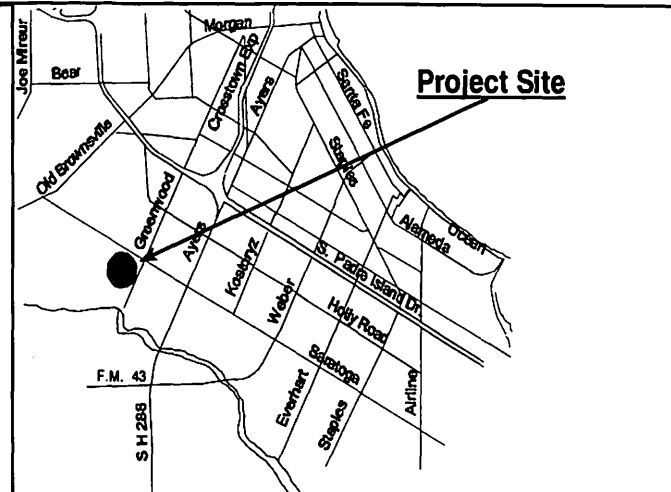 Joe Mireur
Morgan
Bear
Crosstown Exp
Ayers
Santa Fe
Project Site
Old Brownsville
Staples
Greenwood
Ayers
Kostoryz
Weber
S. Padre Island Dr.
Alameda
Ocean
Holly Road
Saratoga
F.M. 43
S H 286
Everhart
Staples
Airline